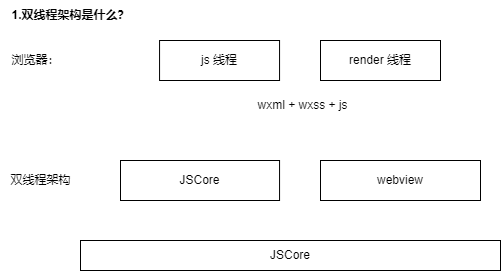 1.双线程架构是什么?
浏览器：
js 线程
render 线程
wxml + wxss + js
双线程架构
JSCore
webview
JSCore